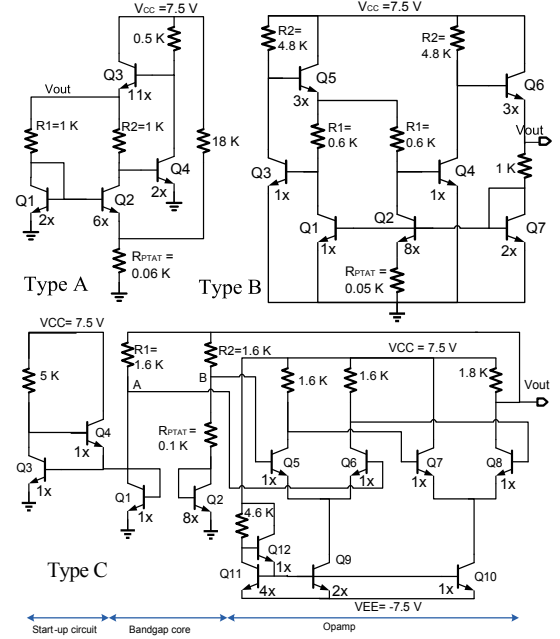 VCC = 7.5 V
0.5 K
Q3
11x
Vout
R1=1 K
R2=1 K
18 K
Q4
2x
Q1
2x
Q2
6x
RPTAT =
0.06 K
Type A
VCC = 7.5 V
R2=
4.8 K
R2=
4.8 K
Q5
3x
Q6
3x
Vout
R1=
0.6 K
R1=
0.6 K
1 K
Q3
1x
Q4
1x
Q1
1x
Q2
8x
Q7
2x
RPTAT =
0.05 K
Type B
VCC= 7.5 V
5 K
Q4
1x
Q3
1x
R1=
1.6 K
A
R2=1.6 K
B
RPTAT =
0.1 K
Q1
1x
Q2
8x
VCC = 7.5 V
1.6 K
1.6 K
1.8 K
Vout
Q5
1x
Q6
1x
Q7
1x
Q8
1x
4.6 K
Q12
1x
Q11
4x
Q9
2x
Q10
1x
VEE= -7.5 V
Type C
Start-up circuit
Bandgap core
Opamp